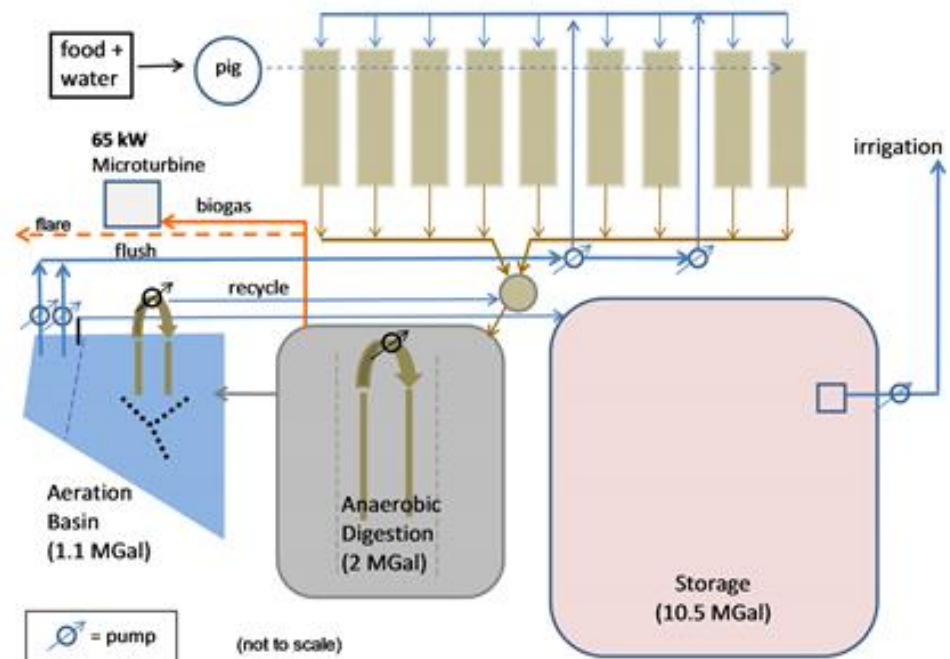 food +
water
pig
65 kW
Microturbine
irrigation
biogas
flare
flush
recycle
Aeration
Basin
(1.1 MGal)
Anaerobic
Digestion
(2 MGal)
Storage
(10.5 MGal)
= pump
(not to scale)